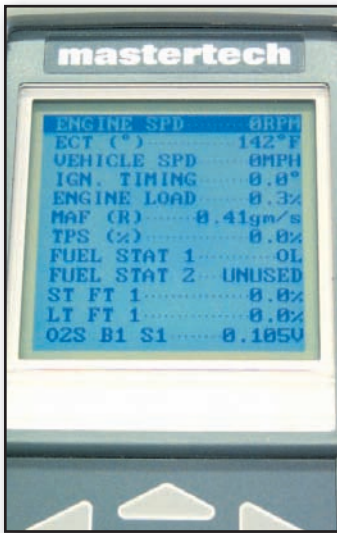 mastertech
ENGINE SPD 0RPM
ECT (°) 142°F
VEHICLE SPD 0MPH
IGN. TIMING 0.0°
ENGINE LOAD 0.3%
MAF (R) 0.41gm/s
TPS (%) 0.0%
FUEL STAT 1 OL
FUEL STAT 2 UNUSED
ST FT 1 0.0%
LT FT 1 0.0%
O2S B1 S1 0.105V